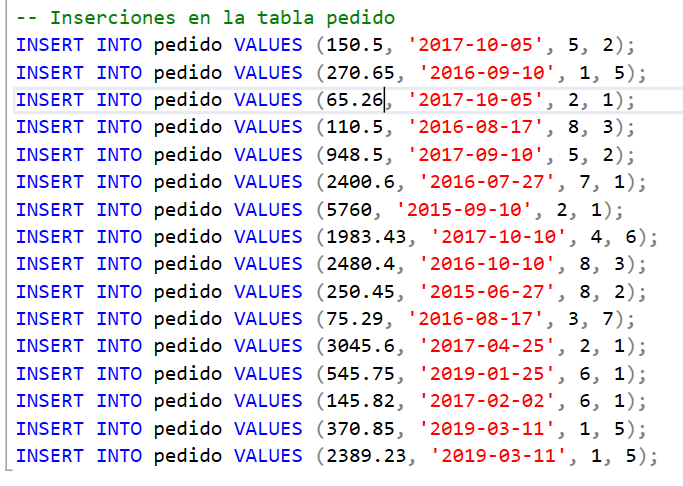 -- Inserciones en la tabla pedido
INSERT INTO pedido VALUES (150.5, '2017-10-05', 5, 2);
INSERT INTO pedido VALUES (270.65, '2016-09-10', 1, 5);
INSERT INTO pedido VALUES (65.26, '2017-10-05', 2, 1);
INSERT INTO pedido VALUES (110.5, '2016-08-17', 8, 3);
INSERT INTO pedido VALUES (948.5, '2017-09-10', 5, 2);
INSERT INTO pedido VALUES (2400.6, '2016-07-27', 7, 1);
INSERT INTO pedido VALUES (5760, '2015-09-10', 2, 1);
INSERT INTO pedido VALUES (1983.43, '2017-10-10', 4, 6);
INSERT INTO pedido VALUES (2480.4, '2016-10-10', 8, 3);
INSERT INTO pedido VALUES (250.45, '2015-06-27', 8, 2);
INSERT INTO pedido VALUES (75.29, '2016-08-17', 3, 7);
INSERT INTO pedido VALUES (3045.6, '2017-04-25', 2, 1);
INSERT INTO pedido VALUES (545.75, '2019-01-25', 6, 1);
INSERT INTO pedido VALUES (145.82, '2017-02-02', 6, 1);
INSERT INTO pedido VALUES (370.85, '2019-03-11', 1, 5);
INSERT INTO pedido VALUES (2389.23, '2019-03-11', 1, 5);